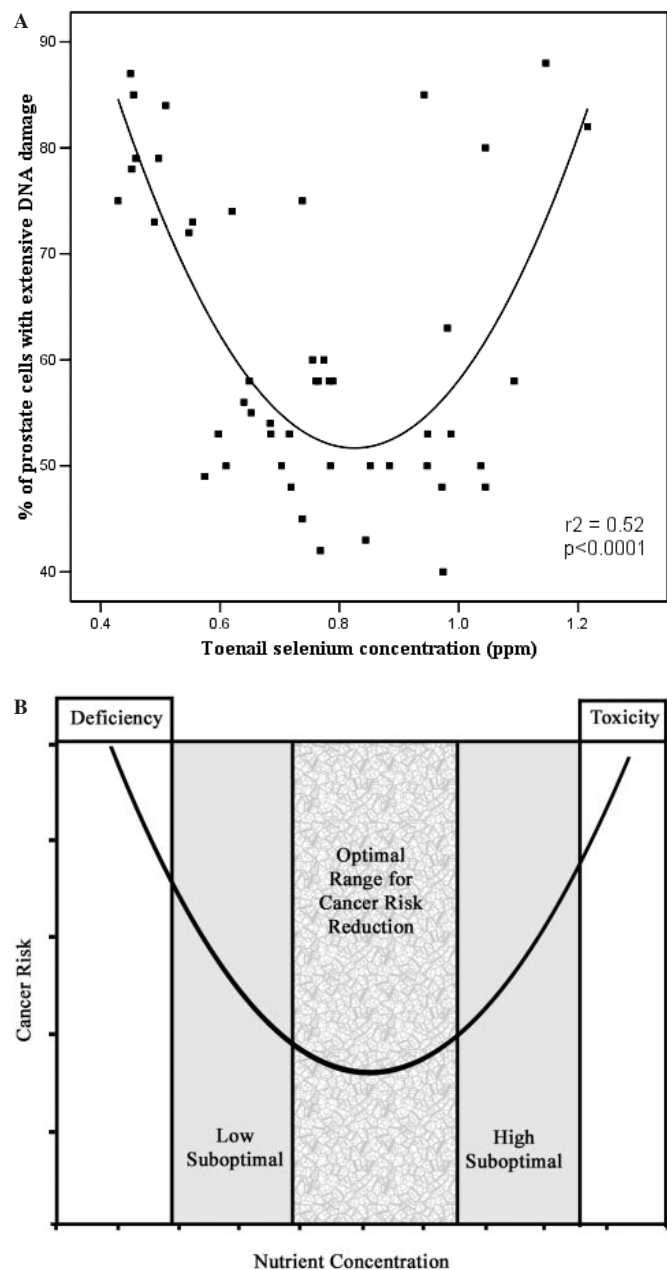 A
% of prostate cells with extensive DNA damage
90
80
70
60
50
40
r2 = 0.52
p<0.0001
0.4 0.6 0.8 1.0 1.2
Toenail selenium concentration (ppm)
B
Deficiency
Toxicity
Optimal
Range for
Cancer Risk
Reduction
Cancer Risk
Low
Suboptimal
High
Suboptimal
Nutrient Concentration